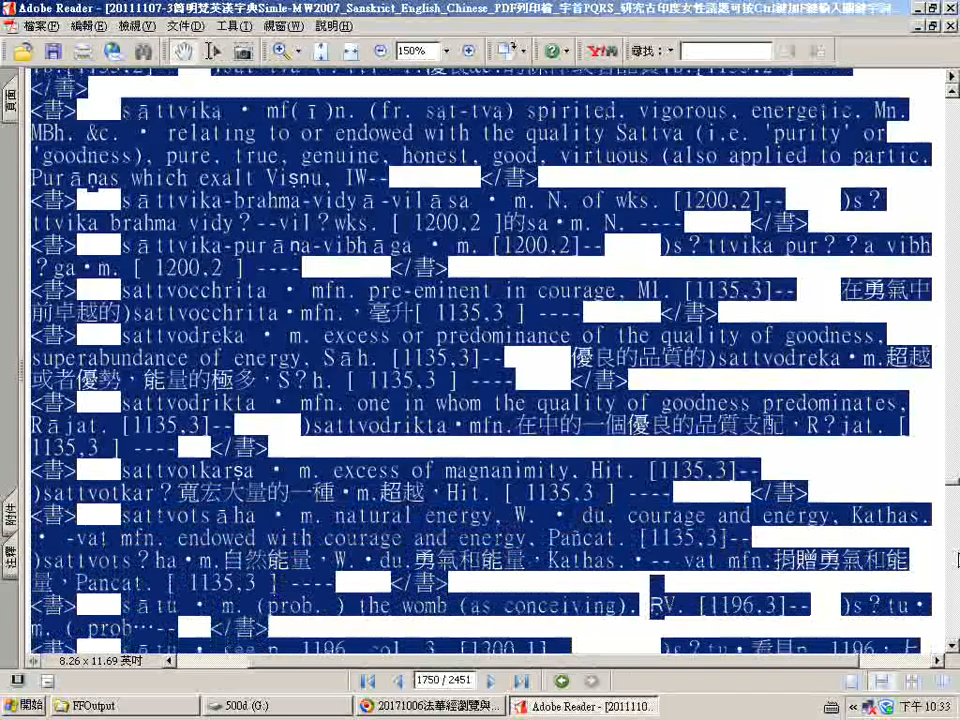 Adobe Reader - [20111107-3簡明梵英漢字典Simle-MW2007_Sanskrict_English_Chinese_PDF列印檔_字首PQRS_研究古印度女性議題可按Ctrl鍵加F鍵輸入關鍵字詞
檔案(F) 編輯(E) 檢視(V) 文件(D) 工具(T) 視窗(W) 說明(H)
150% 尋找：
頁面
</書>
<書> sāttvika · mf(ī)n. (fr. sat-tva) spirited, vigorous, energetic. Mn.
MBh. &c. · relating to or endowed with the quality Sattva (i.e. 'purity' or
'goodness), pure, true, genuine, honest, good, virtuous (also applied to partic.
Purāṇas which exalt Viṣṇu, IW-- </書>
<書> sāttvika-brahma-vidyā-vilāsa · m. N. of wks. [1200,2]-- )s?
ttvika brahma vidy?--vil?wks. [ 1200,2 ]的sa·m. N. ---- </書>
<書> sāttvika-purāṇa-vibhāga · m. [1200,2]-- )s?ttvika pur??a vibh
?ga·m. [ 1200,2 ] ---- </書>
<書> sattvocchrita · mfn. pre-eminent in courage, Ml. [1135,3]-- 在勇氣中
前卓越的)sattvocchrita·mfn.，毫升[ 1135,3 ] ---- </書>
<書> sattvodreka · m. excess or predominance of the quality of goodness,
superabundance of energy, Sāh. [1135,3]-- 優良的品質的)sattvodreka·m.超越
或者優勢，能量的極多，S?h. [ 1135,3 ] ---- </書>
<書> sattvodrikta · mfn. one in whom the quality of goodness predominates,
Rājat. [1135,3]-- )sattvodrikta·mfn.在中的一個優良的品質支配，R?jat. [
1135,3 ] ---- </書>
<書> sattvotkarṣa · m. excess of magnanimity, Hit. [1135,3]--
)sattvotkar?寬宏大量的一種·m.超越，Hit. [ 1135,3 ] ---- </書>
<書> sattvotsāha · m. natural energy, W. · du. courage and energy, Kathas.
· -vat mfn. endowed with courage and energy, Pañcat. [1135,3]--
)sattvots?ha·m.自然能量，W.·du.勇氣和能量，Kathas.·-- vat mfn.捐贈勇氣和能
量，Pancat. [ 1135,3 ] ---- </書>
<書> sātu · m. (prob. ) the womb (as conceiving). ṚV. [1196,3]-- )s?tu·
m. ( prob… </書>
附件
注釋
8.26 x 11.69 英吋
1750 / 2451
開始 FFOutput 500d (G:) 20171006法華經瀏覽與... Adobe Reader - [2011110... 下午 10:33